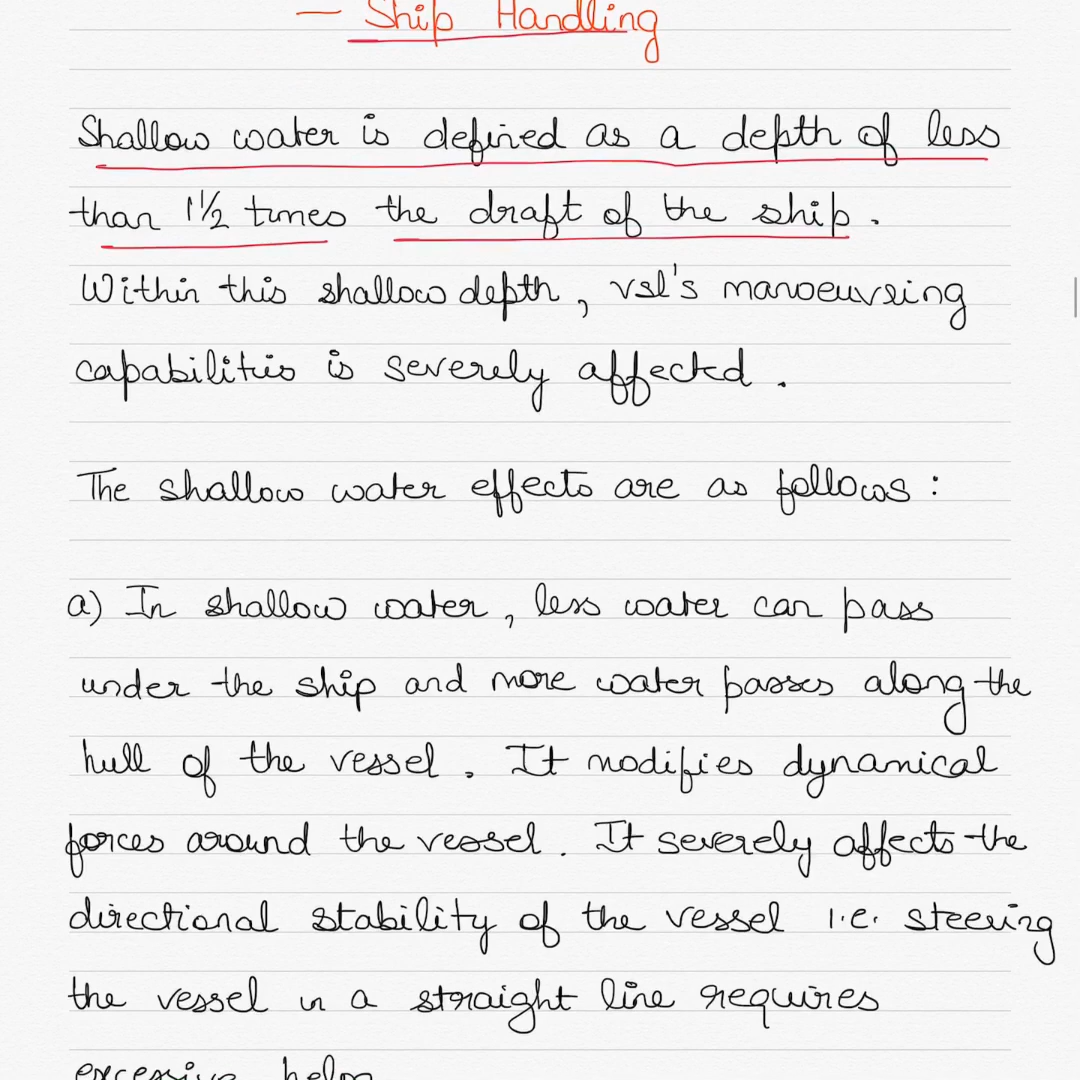 — Ship Handling
Shallow water is defined as a depth of less
than 1½ times the draft of the ship.
Within this shallow depth, vsl's manoeuvering
capabilities is severely affected.
The shallow water effects are as follows:
a) In shallow water, less water can pass
under the ship and more water passes along the
hull of the vessel. It modifies dynamical
forces around the vessel. It severely affects the
directional stability of the vessel i.e. steering
the vessel in a straight line requires
excessive helm